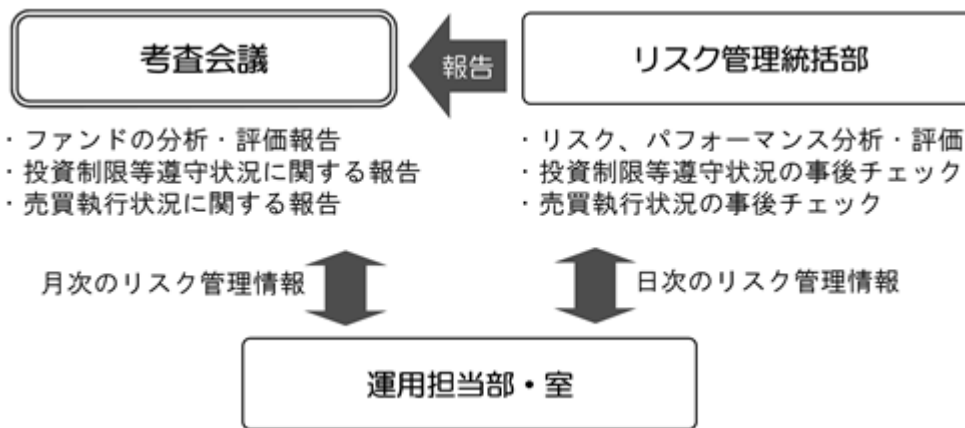 考査会議
報告
リスク管理統括部
・ファンドの分析・評価報告
・投資制限等遵守状況に関する報告
・売買執行状況に関する報告
・リスク、パフォーマンス分析・評価
・投資制限等遵守状況の事後チェック
・売買執行状況の事後チェック
月次のリスク管理情報
日次のリスク管理情報
運用担当部・室